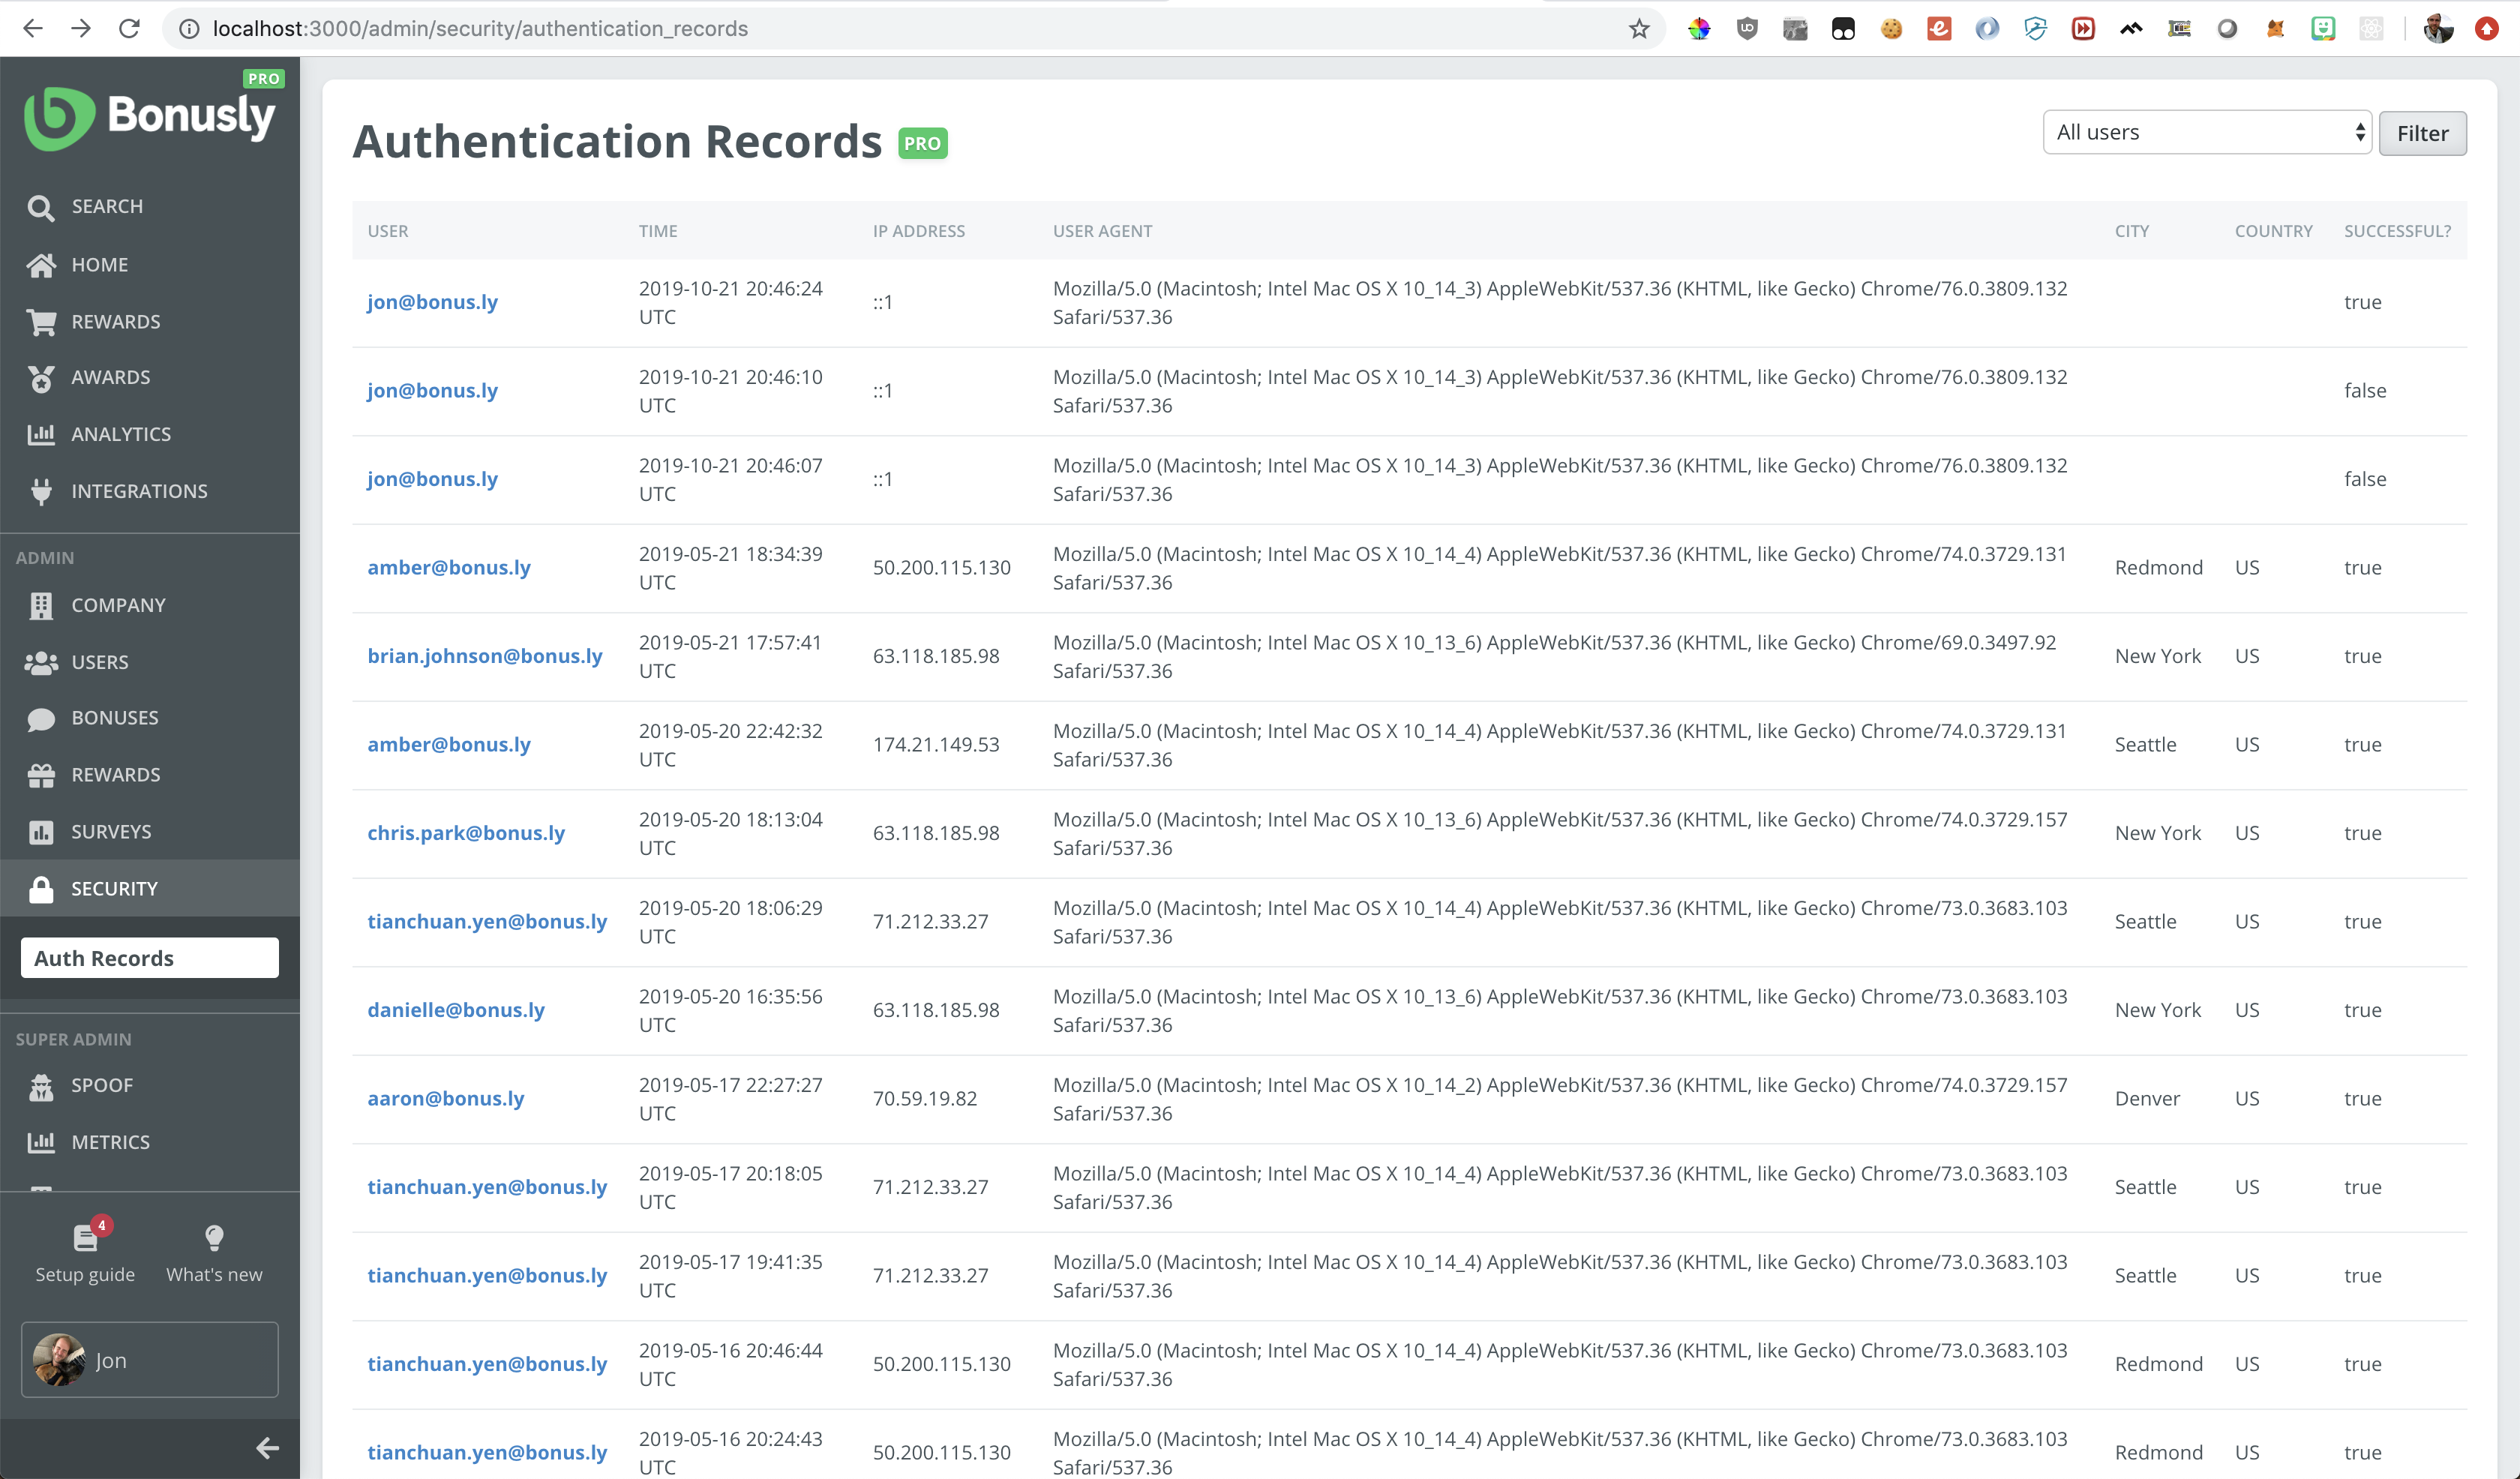 localhost:3000/admin/security/authentication_records
PRO
Bonusly
SEARCH
HOME
REWARDS
AWARDS
ANALYTICS
INTEGRATIONS
ADMIN
COMPANY
USERS
BONUSES
REWARDS
SURVEYS
SECURITY
Auth Records
SUPER ADMIN
SPOOF
METRICS
4
Setup guide
What's new
Jon
Authentication Records PRO
All users
Filter
USER TIME IP ADDRESS USER AGENT CITY COUNTRY SUCCESSFUL?
jon@bonus.ly 2019-10-21 20:46:24 UTC ::1 Mozilla/5.0 (Macintosh; Intel Mac OS X 10_14_3) AppleWebKit/537.36 (KHTML, like Gecko) Chrome/76.0.3809.132 Safari/537.36 true
jon@bonus.ly 2019-10-21 20:46:10 UTC ::1 Mozilla/5.0 (Macintosh; Intel Mac OS X 10_14_3) AppleWebKit/537.36 (KHTML, like Gecko) Chrome/76.0.3809.132 Safari/537.36 false
jon@bonus.ly 2019-10-21 20:46:07 UTC ::1 Mozilla/5.0 (Macintosh; Intel Mac OS X 10_14_3) AppleWebKit/537.36 (KHTML, like Gecko) Chrome/76.0.3809.132 Safari/537.36 false
amber@bonus.ly 2019-05-21 18:34:39 UTC 50.200.115.130 Mozilla/5.0 (Macintosh; Intel Mac OS X 10_14_4) AppleWebKit/537.36 (KHTML, like Gecko) Chrome/74.0.3729.131 Safari/537.36 Redmond US true
brian.johnson@bonus.ly 2019-05-21 17:57:41 UTC 63.118.185.98 Mozilla/5.0 (Macintosh; Intel Mac OS X 10_13_6) AppleWebKit/537.36 (KHTML, like Gecko) Chrome/69.0.3497.92 Safari/537.36 New York US true
amber@bonus.ly 2019-05-20 22:42:32 UTC 174.21.149.53 Mozilla/5.0 (Macintosh; Intel Mac OS X 10_14_4) AppleWebKit/537.36 (KHTML, like Gecko) Chrome/74.0.3729.131 Safari/537.36 Seattle US true
chris.park@bonus.ly 2019-05-20 18:13:04 UTC 63.118.185.98 Mozilla/5.0 (Macintosh; Intel Mac OS X 10_13_6) AppleWebKit/537.36 (KHTML, like Gecko) Chrome/74.0.3729.157 Safari/537.36 New York US true
tianchuan.yen@bonus.ly 2019-05-20 18:06:29 UTC 71.212.33.27 Mozilla/5.0 (Macintosh; Intel Mac OS X 10_14_4) AppleWebKit/537.36 (KHTML, like Gecko) Chrome/73.0.3683.103 Safari/537.36 Seattle US true
danielle@bonus.ly 2019-05-20 16:35:56 UTC 63.118.185.98 Mozilla/5.0 (Macintosh; Intel Mac OS X 10_13_6) AppleWebKit/537.36 (KHTML, like Gecko) Chrome/73.0.3683.103 Safari/537.36 New York US true
aaron@bonus.ly 2019-05-17 22:27:27 UTC 70.59.19.82 Mozilla/5.0 (Macintosh; Intel Mac OS X 10_14_2) AppleWebKit/537.36 (KHTML, like Gecko) Chrome/74.0.3729.157 Safari/537.36 Denver US true
tianchuan.yen@bonus.ly 2019-05-17 20:18:05 UTC 71.212.33.27 Mozilla/5.0 (Macintosh; Intel Mac OS X 10_14_4) AppleWebKit/537.36 (KHTML, like Gecko) Chrome/73.0.3683.103 Safari/537.36 Seattle US true
tianchuan.yen@bonus.ly 2019-05-17 19:41:35 UTC 71.212.33.27 Mozilla/5.0 (Macintosh; Intel Mac OS X 10_14_4) AppleWebKit/537.36 (KHTML, like Gecko) Chrome/73.0.3683.103 Safari/537.36 Seattle US true
tianchuan.yen@bonus.ly 2019-05-16 20:46:44 UTC 50.200.115.130 Mozilla/5.0 (Macintosh; Intel Mac OS X 10_14_4) AppleWebKit/537.36 (KHTML, like Gecko) Chrome/73.0.3683.103 Safari/537.36 Redmond US true
tianchuan.yen@bonus.ly 2019-05-16 20:24:43 UTC 50.200.115.130 Mozilla/5.0 (Macintosh; Intel Mac OS X 10_14_4) AppleWebKit/537.36 (KHTML, like Gecko) Chrome/73.0.3683.103 Safari/537.36 Redmond US true